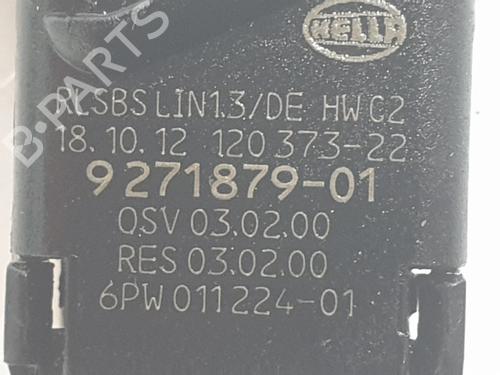 HELLA
RLSBS LIN1.3/DE HW C2
18.10.12 120 373-22
9 271879-01
OSV 03.02.00
RES 03.02.00
6PW 011 224-01
B-PARTS